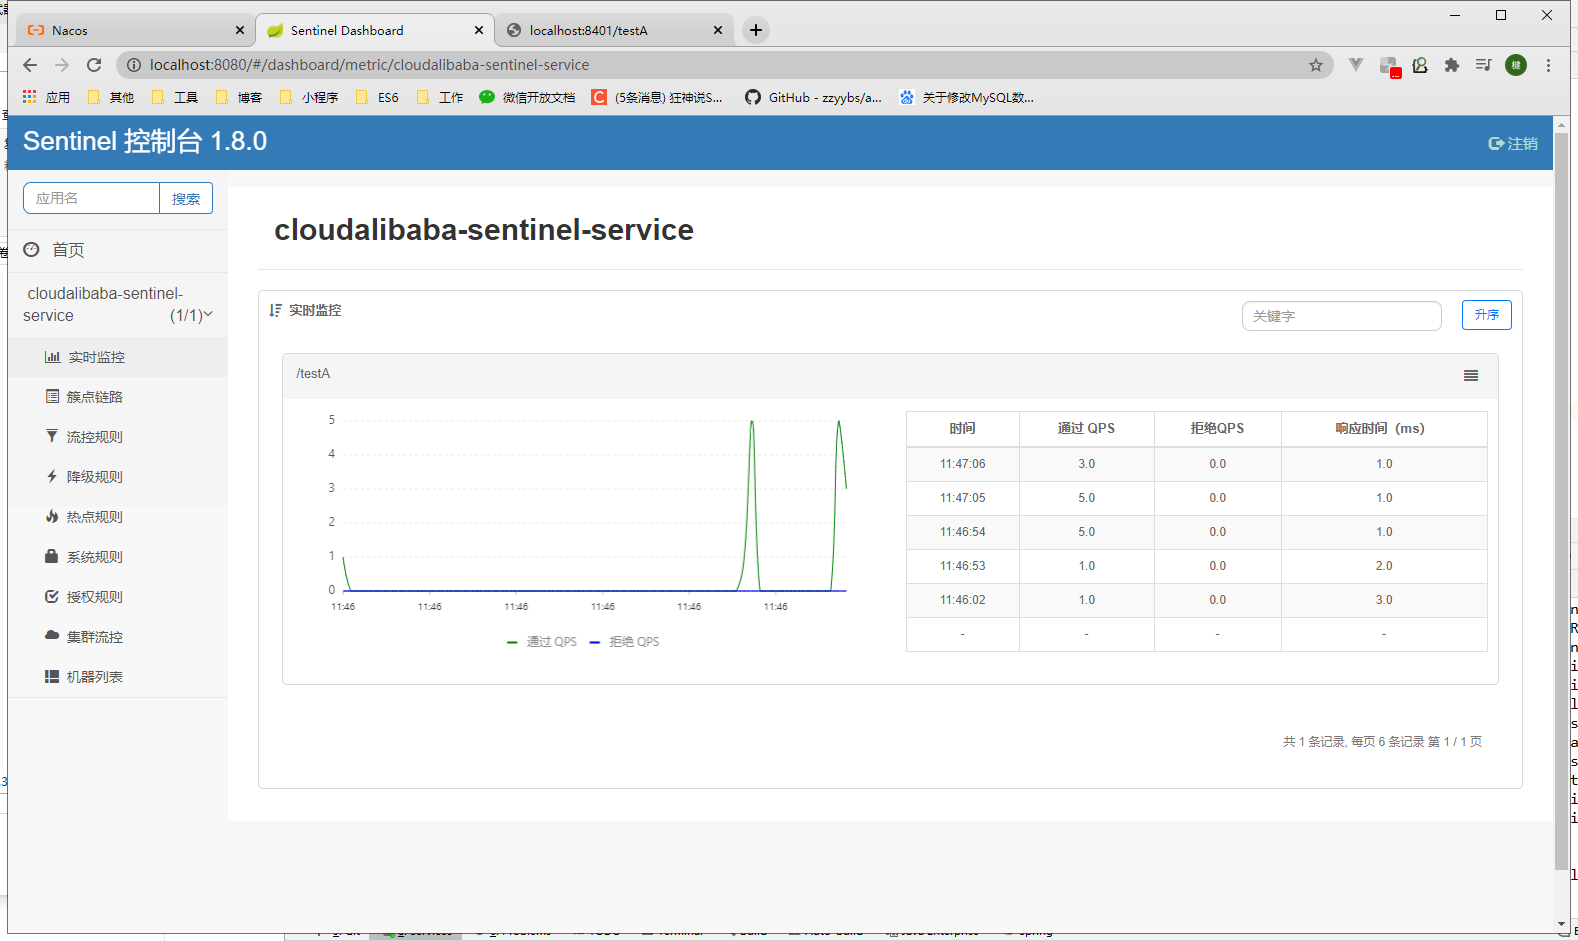 Nacos
Sentinel Dashboard
localhost:8401/testA
localhost:8080/#/dashboard/metric/cloudalibaba-sentinel-service
应用 其他 工具 博客 小程序 ES6 工作 微信开放文档 (5条消息) 狂神说S... GitHub - zzyybs/a... 关于修改MySQL数...
Sentinel 控制台 1.8.0
注销
应用名 搜索
首页
cloudalibaba-sentinel-
service (1/1)
实时监控
簇点链路
流控规则
降级规则
热点规则
系统规则
授权规则
集群流控
机器列表
cloudalibaba-sentinel-service
实时监控
关键字 升序
/testA
5
4
3
2
1
0
11:46 11:46 11:46 11:46 11:46 11:46
通过 QPS 拒绝 QPS
时间 通过 QPS 拒绝QPS 响应时间（ms）
11:47:06 3.0 0.0 1.0
11:47:05 5.0 0.0 1.0
11:46:54 5.0 0.0 1.0
11:46:53 1.0 0.0 2.0
11:46:02 1.0 0.0 3.0
- - - -
共 1 条记录, 每页 6 条记录 第 1 / 1 页